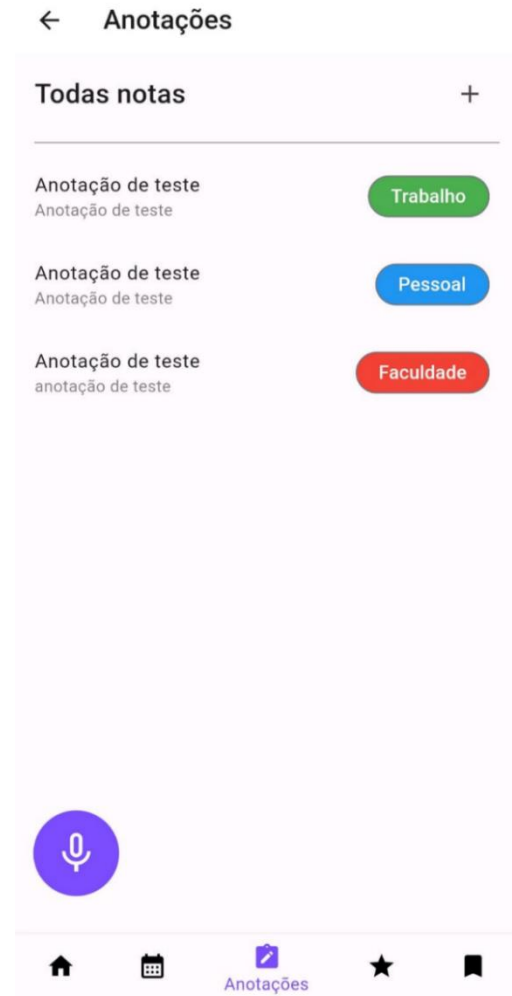 Anotações
Todas notas
Anotação de teste
Anotação de teste
Trabalho
Anotação de teste
Anotação de teste
Pessoal
Anotação de teste
anotação de teste
Faculdade
Anotações